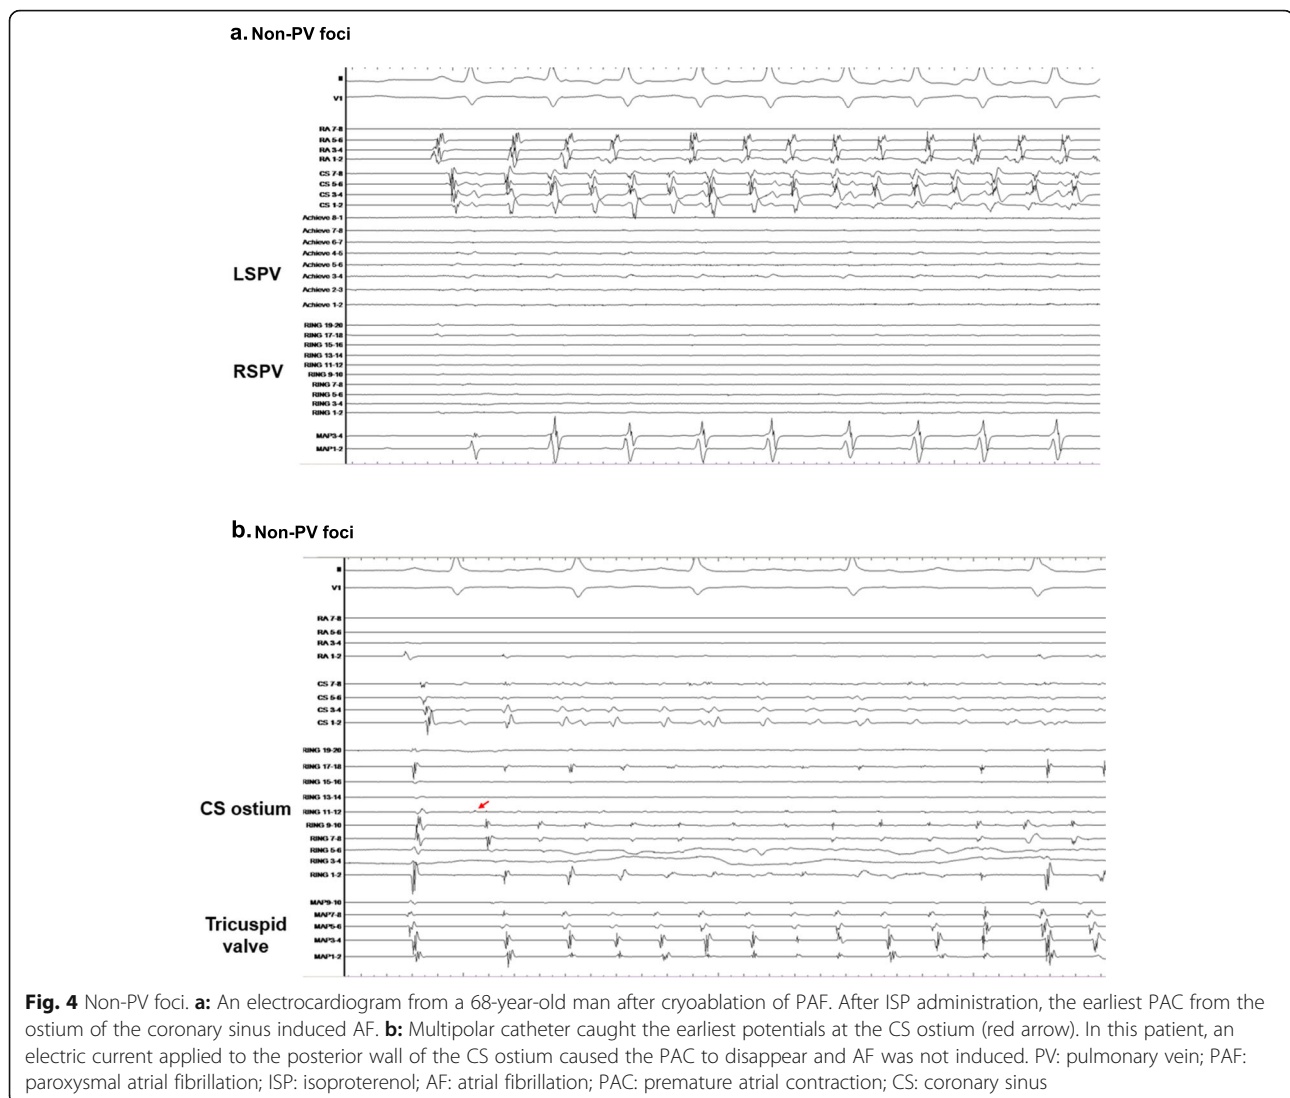 a. Non-PV foci
II
V1
RA 7-8
RA 5-6
RA 3-4
RA 1-2
CS 7-8
CS 5-6
CS 3-4
CS 1-2
Achieve 8-1
Achieve 7-8
Achieve 6-7
Achieve 4-5
Achieve 5-6
LSPV
Achieve 3-4
Achieve 2-3
Achieve 1-2
RING 19-20
RING 17-18
RING 15-16
RING 13-14
RING 11-12
RSPV
RING 9-10
RING 7-8
RING 5-6
RING 3-4
RING 1-2
MAP3-4
MAP1-2
b. Non-PV foci
II
V1
RA 7-8
RA 5-6
RA 3-4
RA 1-2
CS 7-8
CS 5-6
CS 3-4
CS 1-2
RING 19-20
RING 17-18
RING 15-16
RING 13-14
CS ostium
RING 11-12
RING 9-10
RING 7-8
RING 5-6
RING 3-4
RING 1-2
MAP9-10
MAP7-8
Tricuspid
valve
MAP5-6
MAP3-4
MAP1-2
Fig. 4 Non-PV foci. a: An electrocardiogram from a 68-year-old man after cryoablation of PAF. After ISP administration, the earliest PAC from the
ostium of the coronary sinus induced AF. b: Multipolar catheter caught the earliest potentials at the CS ostium (red arrow). In this patient, an
electric current applied to the posterior wall of the CS ostium caused the PAC to disappear and AF was not induced. PV: pulmonary vein; PAF:
paroxysmal atrial fibrillation; ISP: isoproterenol; AF: atrial fibrillation; PAC: premature atrial contraction; CS: coronary sinus